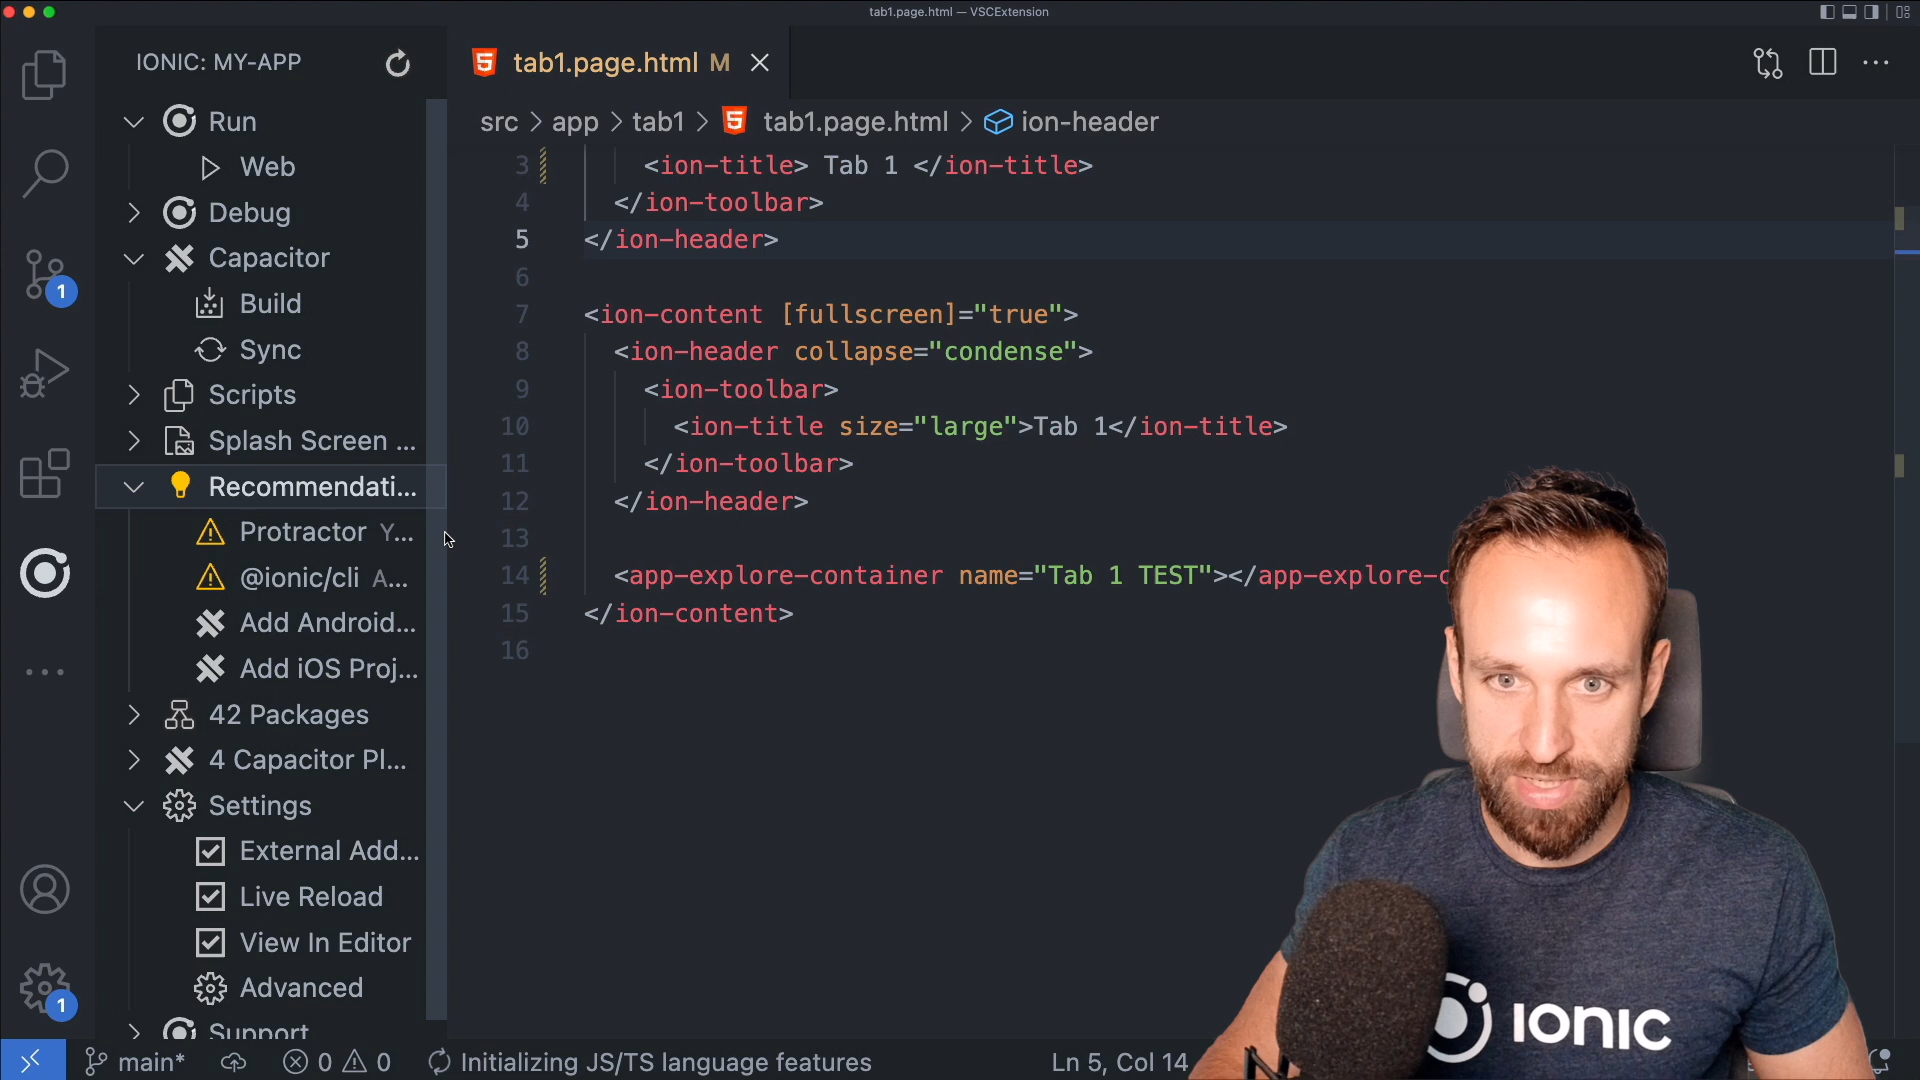 tab1.page.html — VSCExtension
IONIC: MY-APP
tab1.page.html M
Run
Web
Debug
Capacitor
Build
Sync
Scripts
Splash Screen ...
Recommendati...
Protractor Y...
@ionic/cli A...
Add Android...
Add iOS Proj...
42 Packages
4 Capacitor Pl...
Settings
External Add...
Live Reload
View In Editor
Advanced
Support
src > app > tab1 > tab1.page.html > ion-header
3 <ion-title> Tab 1 </ion-title>
4 </ion-toolbar>
5 </ion-header>
6
7 <ion-content [fullscreen]="true">
8 <ion-header collapse="condense">
9 <ion-toolbar>
10 <ion-title size="large">Tab 1</ion-title>
11 </ion-toolbar>
12 </ion-header>
13
14 <app-explore-container name="Tab 1 TEST"></app-explore-c
15 </ion-content>
16
IONIC
1
1
main* 0 0 Initializing JS/TS language features Ln 5, Col 14